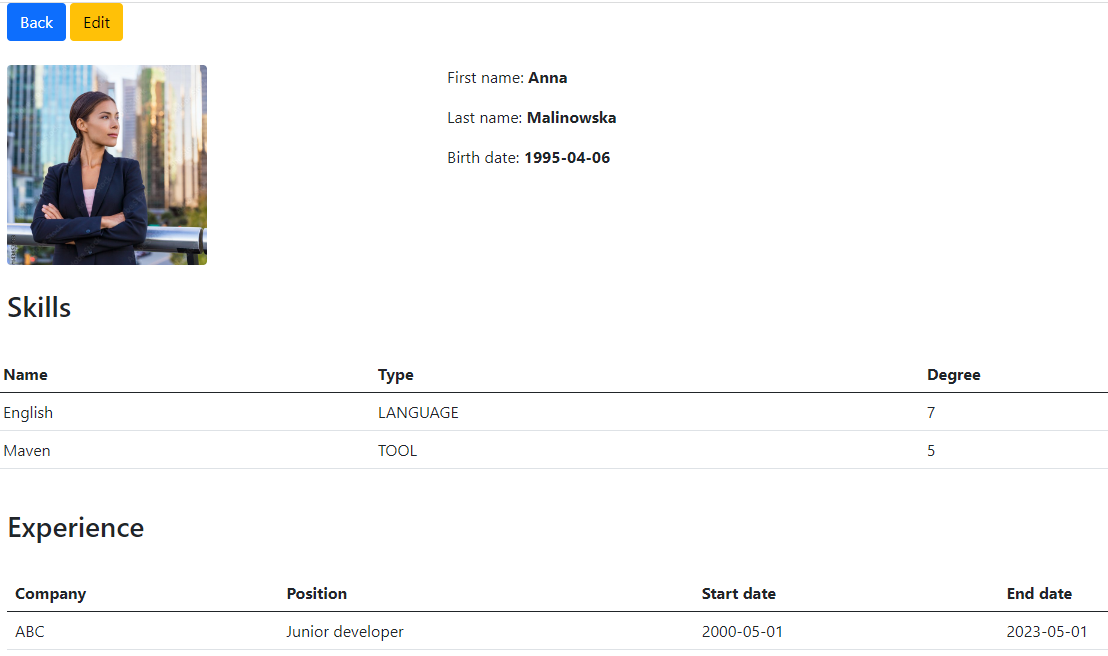 Back Edit
First name: Anna
Last name: Malinowska
Birth date: 1995-04-06
Skills
Name Type Degree
English LANGUAGE 7
Maven TOOL 5
Experience
Company Position Start date End date
ABC Junior developer 2000-05-01 2023-05-01